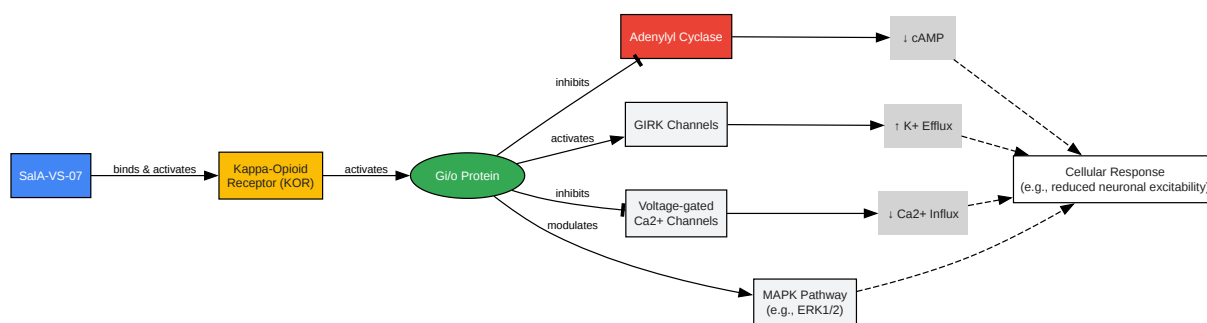 SalA-VS-07
binds & activates
Kappa-Opioid
Receptor (KOR)
activates
Gi/o Protein
inhibits
Adenylyl Cyclase
↓ cAMP
activates
GIRK Channels
↑ K+ Efflux
inhibits
Voltage-gated
Ca2+ Channels
↓ Ca2+ Influx
modulates
MAPK Pathway
(e.g., ERK1/2)
Cellular Response
(e.g., reduced neuronal excitability)